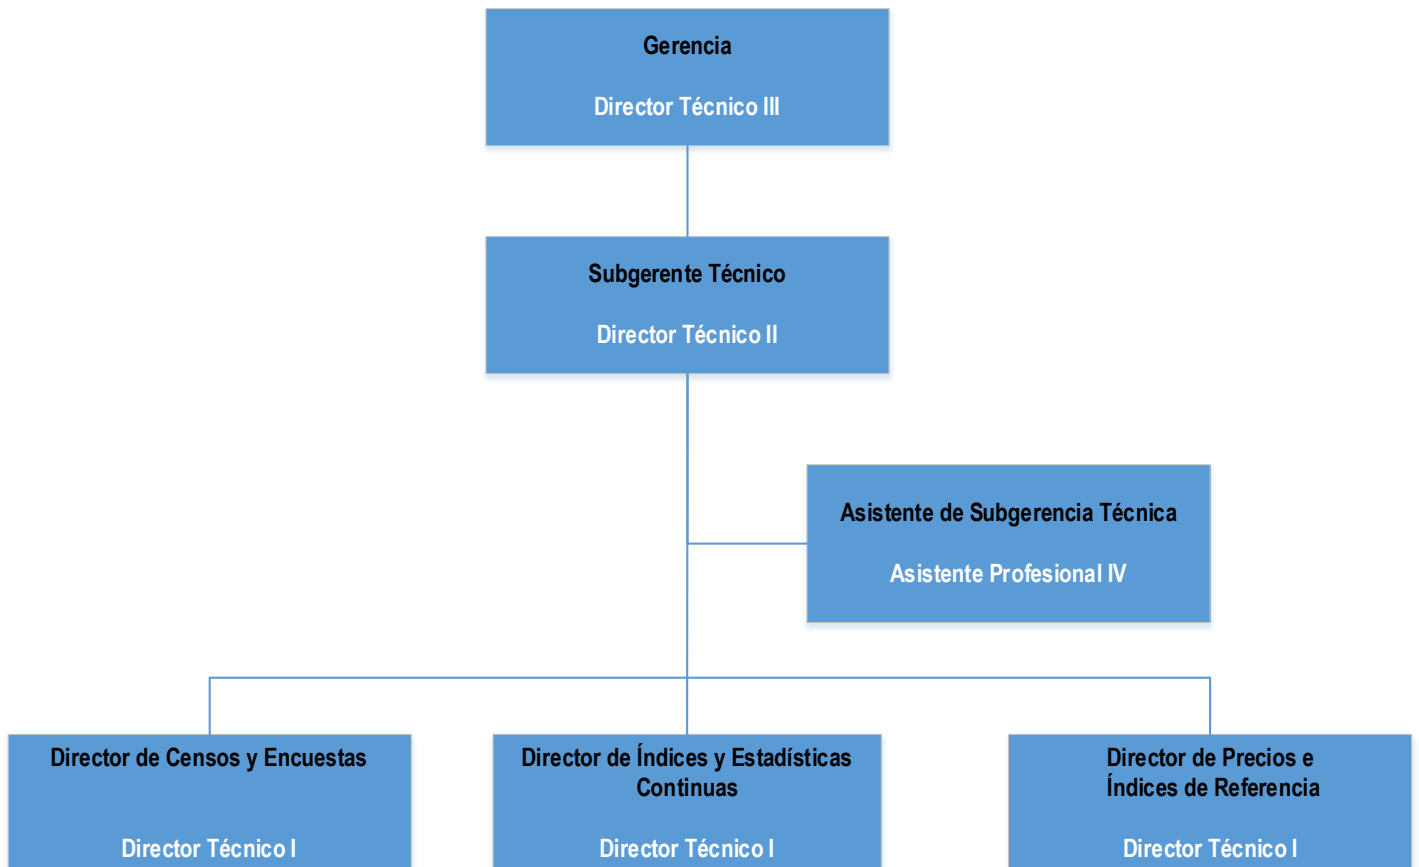 Gerencia
Director Técnico III
Subgerente Técnico
Director Técnico II
Asistente de Subgerencia Técnica
Asistente Profesional IV
Director de Censos y Encuestas
Director Técnico I
Director de Índices y Estadísticas
Continuas
Director Técnico I
Director de Precios e
Índices de Referencia
Director Técnico I